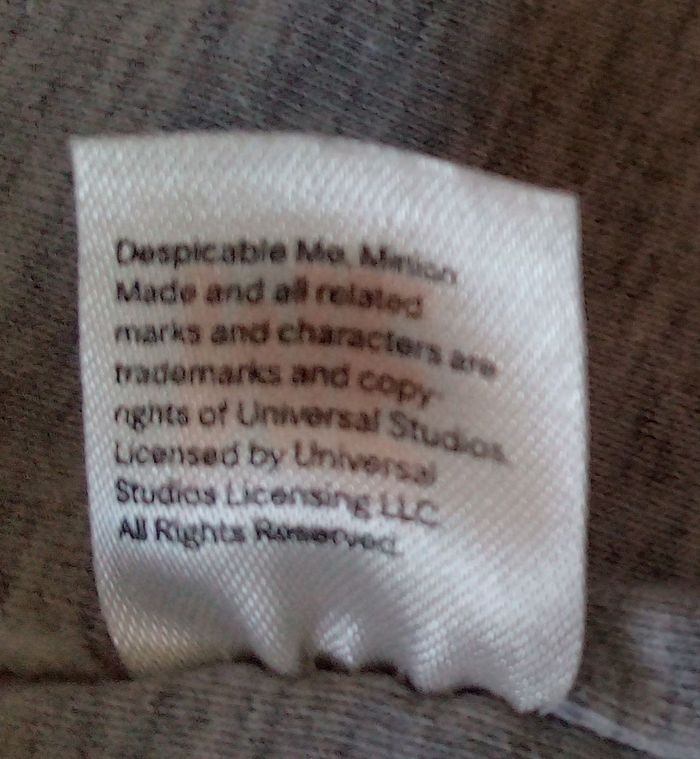 Despicable Me, Minion
Made and all related
marks and characters are
trademarks and copy-
rights of Universal Studios.
Licensed by Universal
Studios Licensing LLC.
All Rights Reserved.